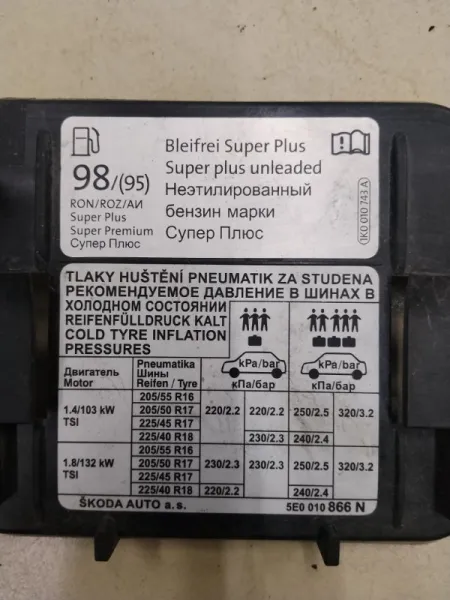 Bleifrei Super Plus
Super plus unleaded
98/(95)
Неэтилированный
RON/ROZ/АИ
бензин марки
Super Plus
Super Premium
Супер Плюс
Супер Плюс
1K0 010 743 A
TLAKY HUŠTĚNÍ PNEUMATIK ZA STUDENA
РЕКОМЕНДУЕМОЕ ДАВЛЕНИЕ В ШИНАХ В
ХОЛОДНОМ СОСТОЯНИИ
REIFENFÜLLDRUCK KALT
COLD TYRE INFLATION
PRESSURES
kPa/bar kPa/bar
Двигатель Pneumatika
Motor Шины
Reifen / Tyre кПа/бар кПа/бар
205/55 R16
1.4/103 kW 205/50 R17 220/2.2 220/2.2 250/2.5 320/3.2
TSI 225/45 R17
225/40 R18 230/2.3 240/2.4
205/55 R16
1.8/132 kW 205/50 R17 230/2.3 230/2.3 250/2.5 320/3.2
TSI 225/45 R17
225/40 R18 220/2.2 240/2.4
ŠKODA AUTO a.s. 5E0 010 866 N